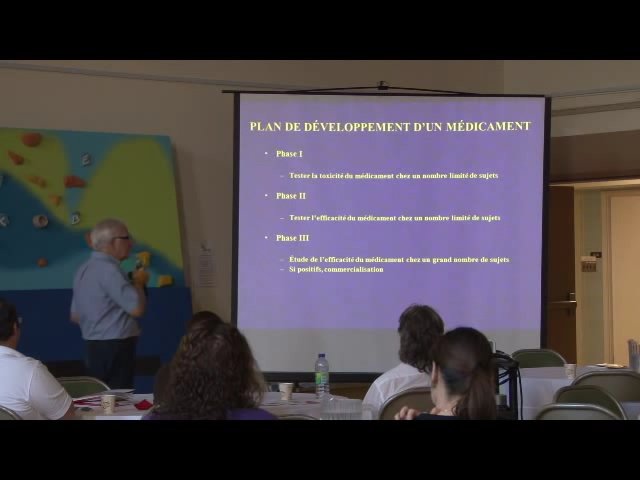 PLAN DE DÉVELOPPEMENT D'UN MÉDICAMENT
• Phase I
– Tester la toxicité du médicament chez un nombre limité de sujets
• Phase II
– Tester l'efficacité du médicament chez un nombre limité de sujets
• Phase III
– Étude de l'efficacité du médicament chez un grand nombre de sujets
– Si positifs, commercialisation